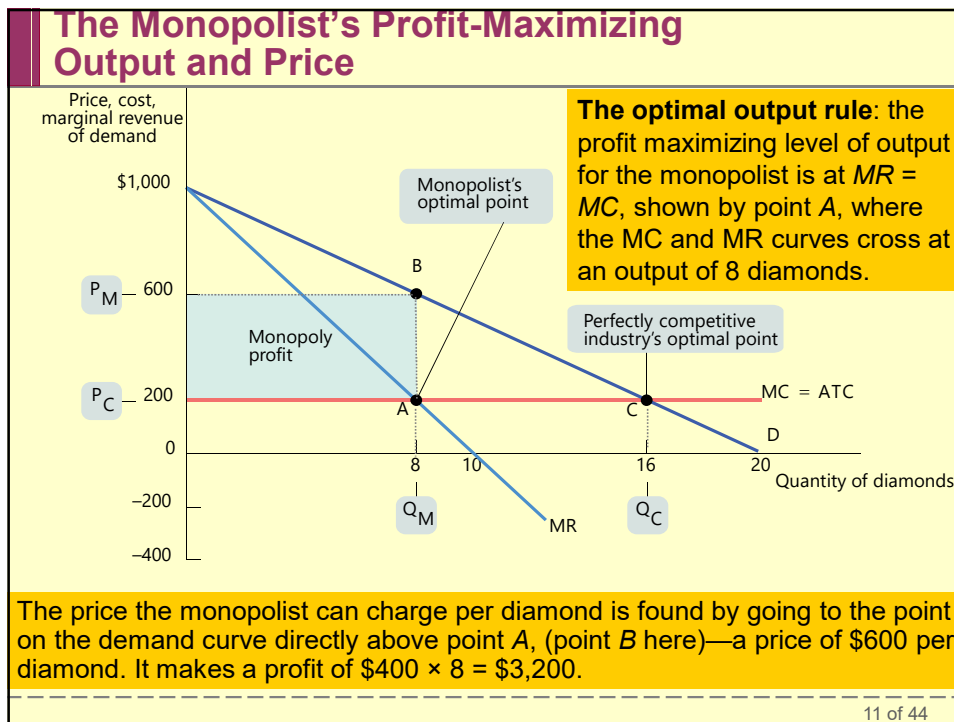 The Monopolist's Profit-Maximizing
Output and Price
Price, cost,
marginal revenue
of demand
The optimal output rule: the
profit maximizing level of output
for the monopolist is at MR =
MC, shown by point A, where
the MC and MR curves cross at
an output of 8 diamonds.
$1,000
Monopolist's
optimal point
B
PM
600
Perfectly competitive
industry's optimal point
Monopoly
profit
PC
200
MC = ATC
A
C
D
0
8
10
16
20
Quantity of diamonds
–200
QM
QC
MR
–400
The price the monopolist can charge per diamond is found by going to the point
on the demand curve directly above point A, (point B here)—a price of $600 per
diamond. It makes a profit of $400 × 8 = $3,200.
11 of 44